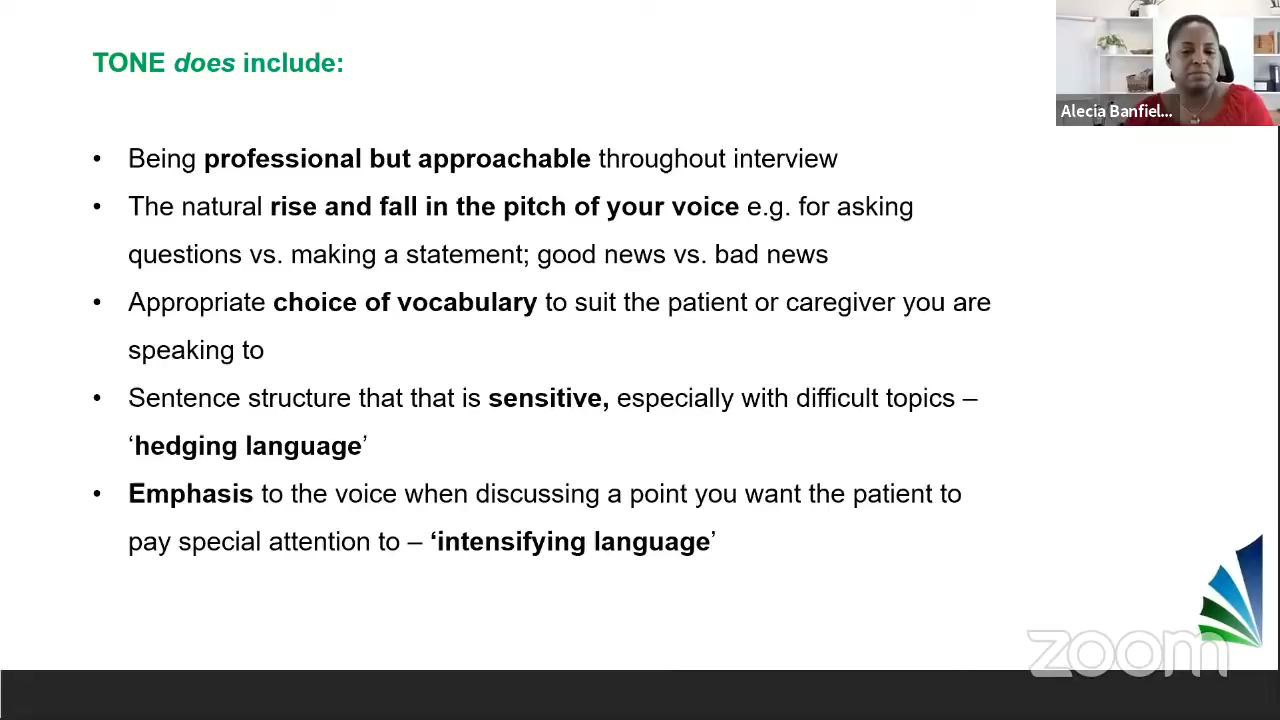 TONE does include:
Alecia Banfiel...
• Being professional but approachable throughout interview
• The natural rise and fall in the pitch of your voice e.g. for asking
questions vs. making a statement; good news vs. bad news
• Appropriate choice of vocabulary to suit the patient or caregiver you are
speaking to
• Sentence structure that that is sensitive, especially with difficult topics –
‘hedging language’
• Emphasis to the voice when discussing a point you want the patient to
pay special attention to – ‘intensifying language’
zoom